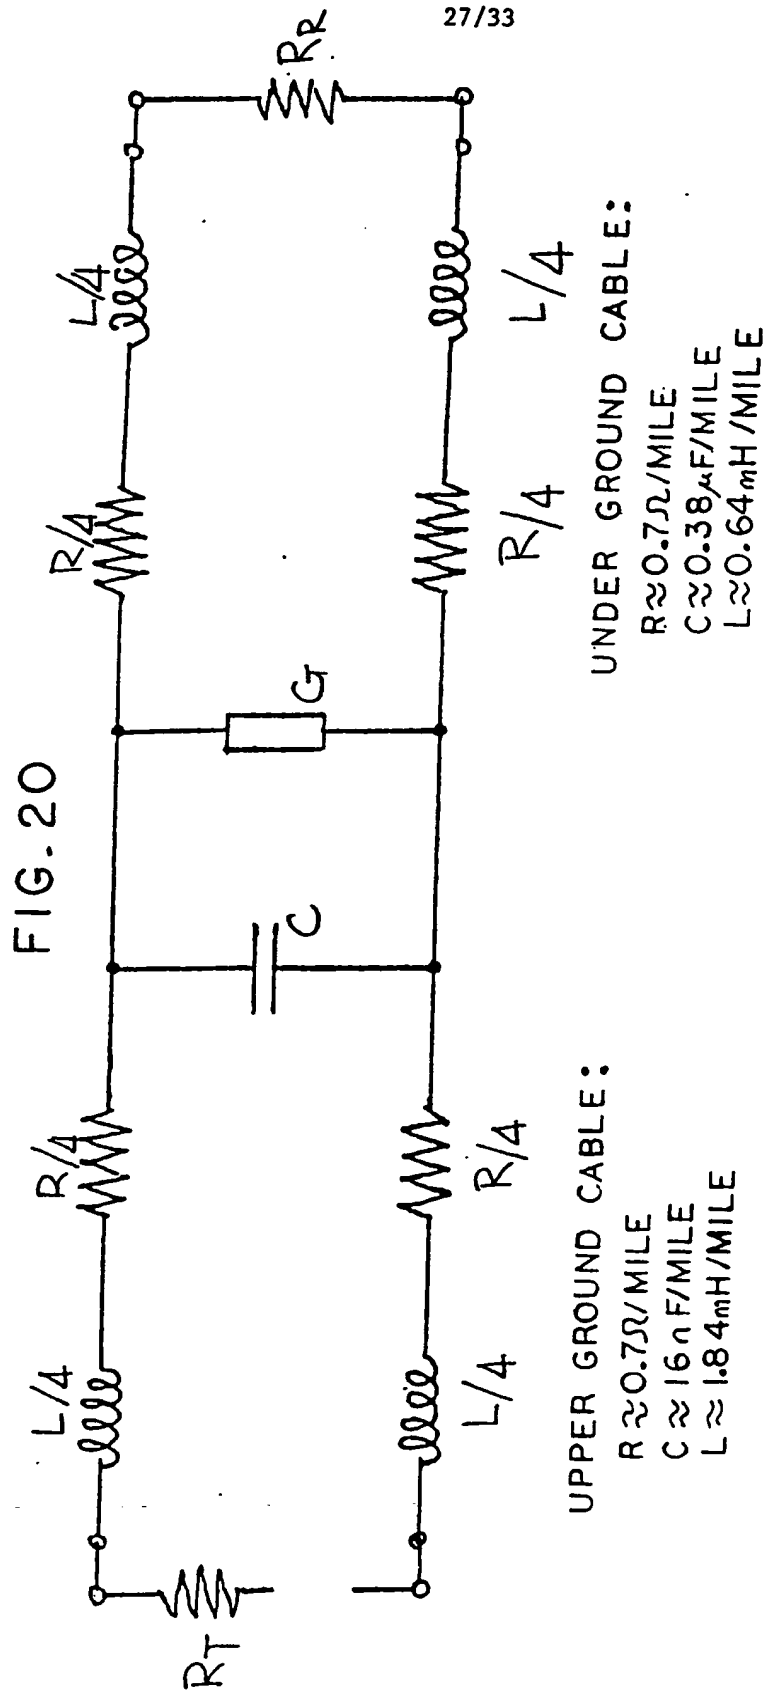 27/33
FIG. 20
L/4
R/4
R/4
L/4
RT
C
G
RR
L/4
R/4
R/4
L/4
UPPER GROUND CABLE:
R≈0.7Ω/MILE
C≈16nF/MILE
L≈1.84mH/MILE
UNDER GROUND CABLE:
R≈0.7Ω/MILE
C≈0.38μF/MILE
L≈0.64mH/MILE